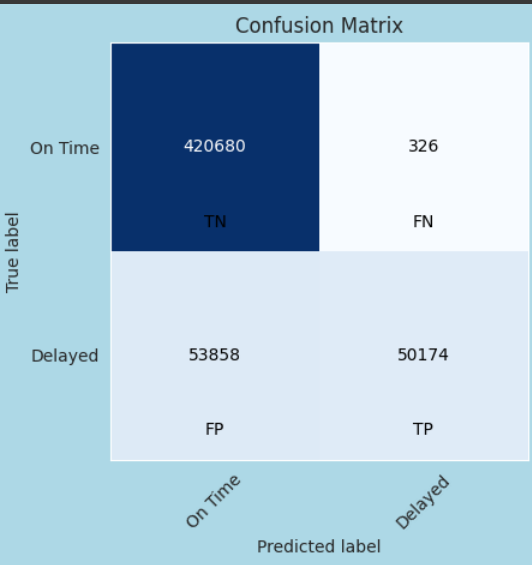 Confusion Matrix
True label
On Time
420680
326
TN
FN
Delayed
53858
50174
FP
TP
On Time
Delayed
Predicted label